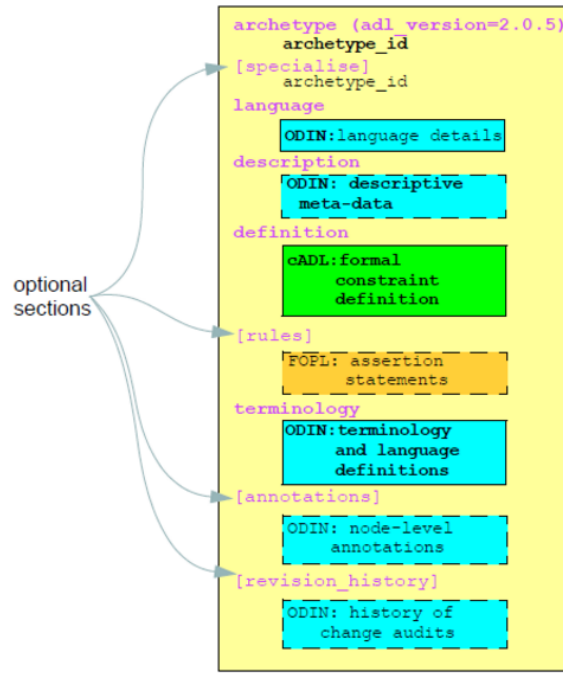 archetype (adl_version=2.0.5)
archetype_id
[specialise]
archetype_id
language
ODIN:language details
description
ODIN: descriptive
meta-data
definition
cADL:formal
constraint
definition
optional
sections
[rules]
FOPL: assertion
statements
terminology
ODIN:terminology
and language
definitions
[annotations]
ODIN: node-level
annotations
[revision_history]
ODIN: history of
change audits